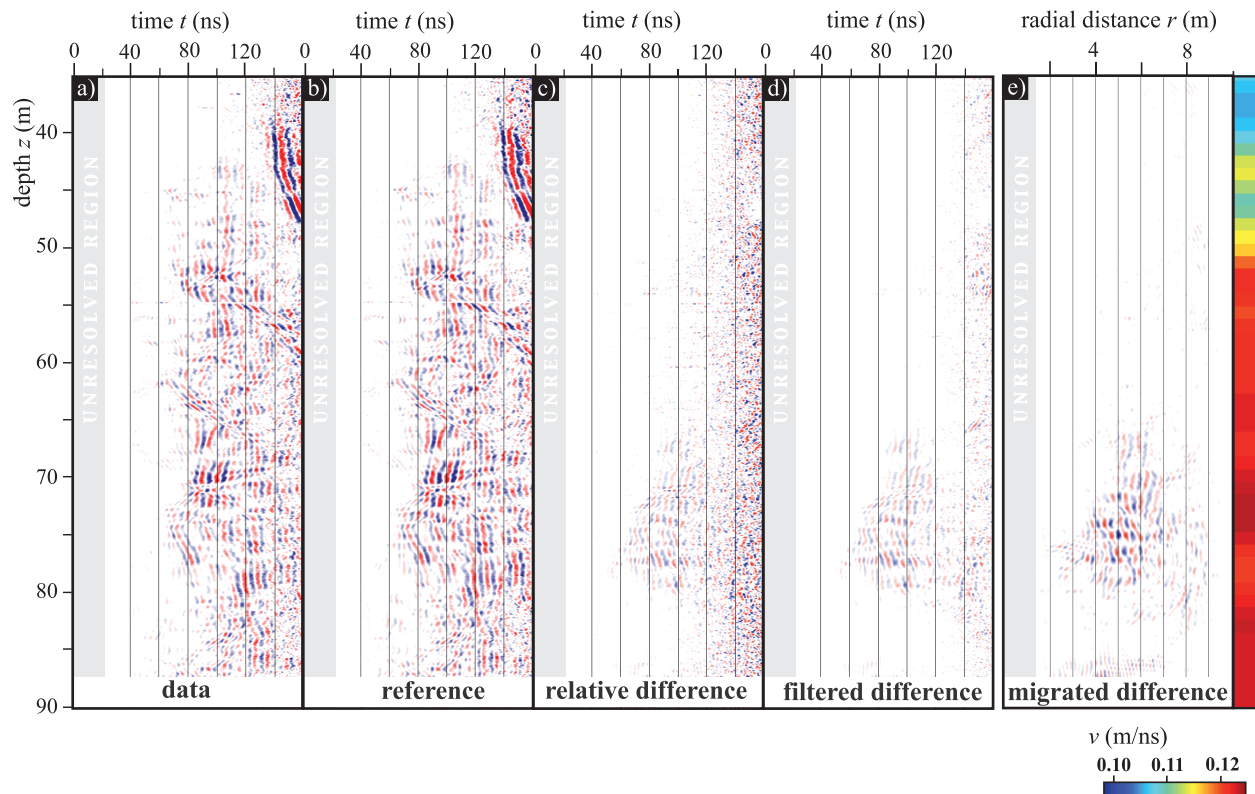 time t (ns) time t (ns) time t (ns) time t (ns) radial distance r (m)
0 40 80 120 0 40 80 120 0 40 80 120 0 40 80 120 4 8
a) b) c) d) e)
depth z (m)
40
50
60
70
80
90
UNRESOLVED REGION
UNRESOLVED REGION
UNRESOLVED REGION
UNRESOLVED REGION
UNRESOLVED REGION
data reference relative difference filtered difference migrated difference
v (m/ns)
0.10 0.11 0.12